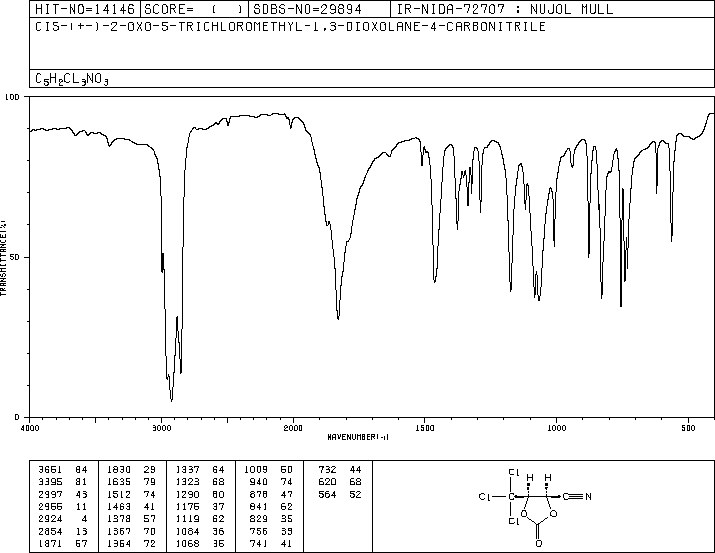 HIT-NO=14146 SCORE= ( ) SDBS-NO=29894 IR-NIDA-72707 : NUJOL MULL
CIS-(+-)-2-OXO-5-TRICHLOROMETHYL-1,3-DIOXOLANE-4-CARBONITRILE
C5H2CL3NO3
TRANSMITTANCE(%)
100
50
0
4000 3000 2000 1500 1000 500
WAVENUMBER(-1)
3661 84 1830 29 1337 64 1009 50 732 44
3395 81 1635 79 1323 68 940 74 620 68
2997 43 1512 74 1290 60 878 47 564 52
2966 11 1463 41 1175 37 841 62
2924 4 1378 57 1119 62 829 35
2854 13 1367 70 1084 36 756 39
1871 57 1354 72 1068 35 741 41
Cl H H
Cl C C≡N
Cl O O
O